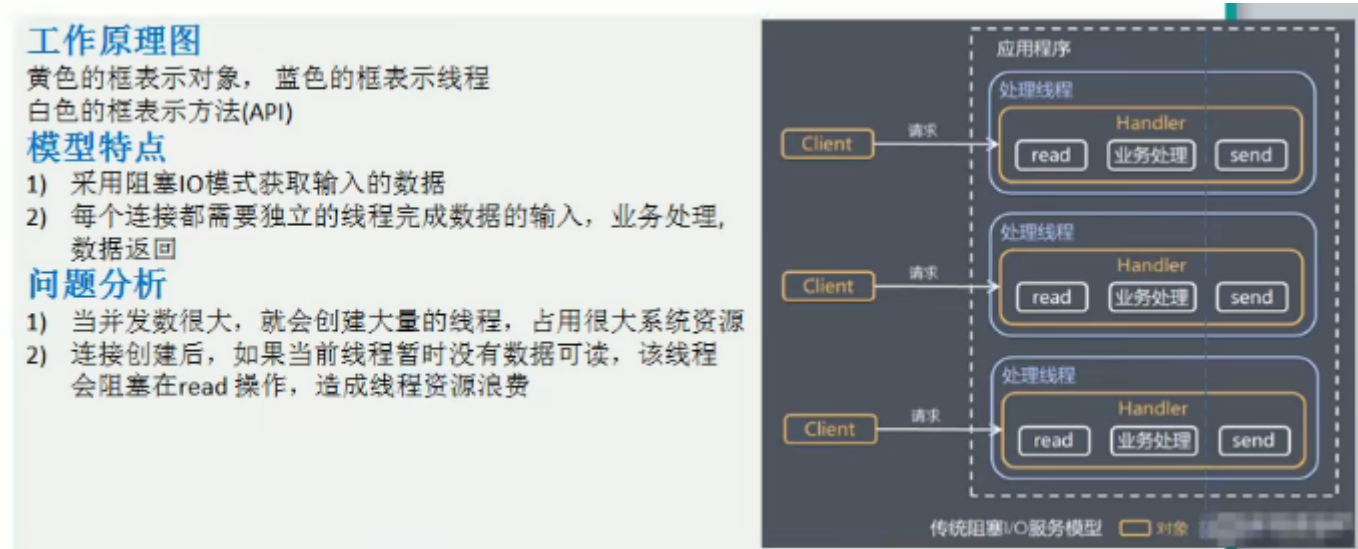 工作原理图
黄色的框表示对象， 蓝色的框表示线程
白色的框表示方法(API)
模型特点
1) 采用阻塞IO模式获取输入的数据
2) 每个连接都需要独立的线程完成数据的输入，业务处理,
数据返回
问题分析
1) 当并发数很大，就会创建大量的线程，占用很大系统资源
2) 连接创建后，如果当前线程暂时没有数据可读，该线程
会阻塞在read 操作，造成线程资源浪费
应用程序
处理线程
Handler
Client 请求 read 业务处理 send
处理线程
Handler
Client 请求 read 业务处理 send
处理线程
Handler
Client 请求 read 业务处理 send
传统阻塞I/O服务模型 对象